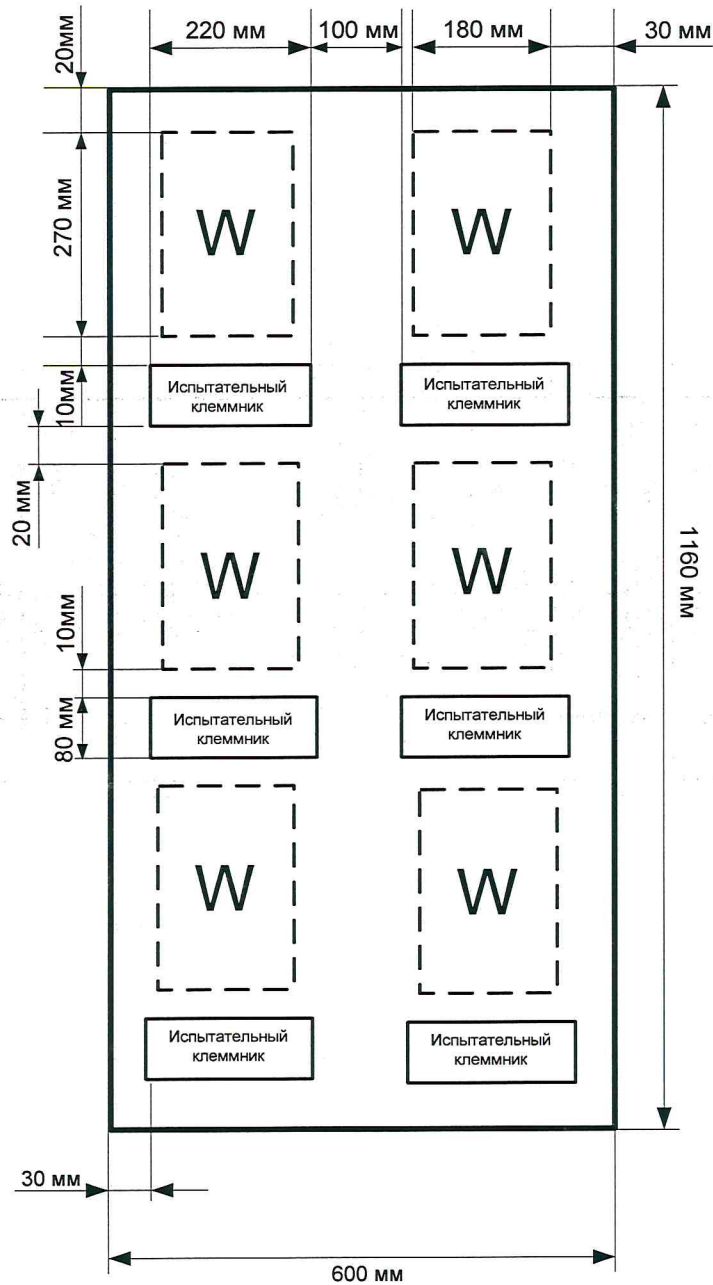 220 мм 100 мм 180 мм 30 мм
20мм
270 мм
W W
10мм
Испытательный
клеммник
Испытательный
клеммник
20 мм
W W
1160 мм
10мм
80 мм
Испытательный
клеммник
Испытательный
клеммник
W W
Испытательный
клеммник
Испытательный
клеммник
30 мм
600 мм